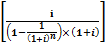 [i / ((1 − 1/(1+i)ⁿ) × (1+i))]